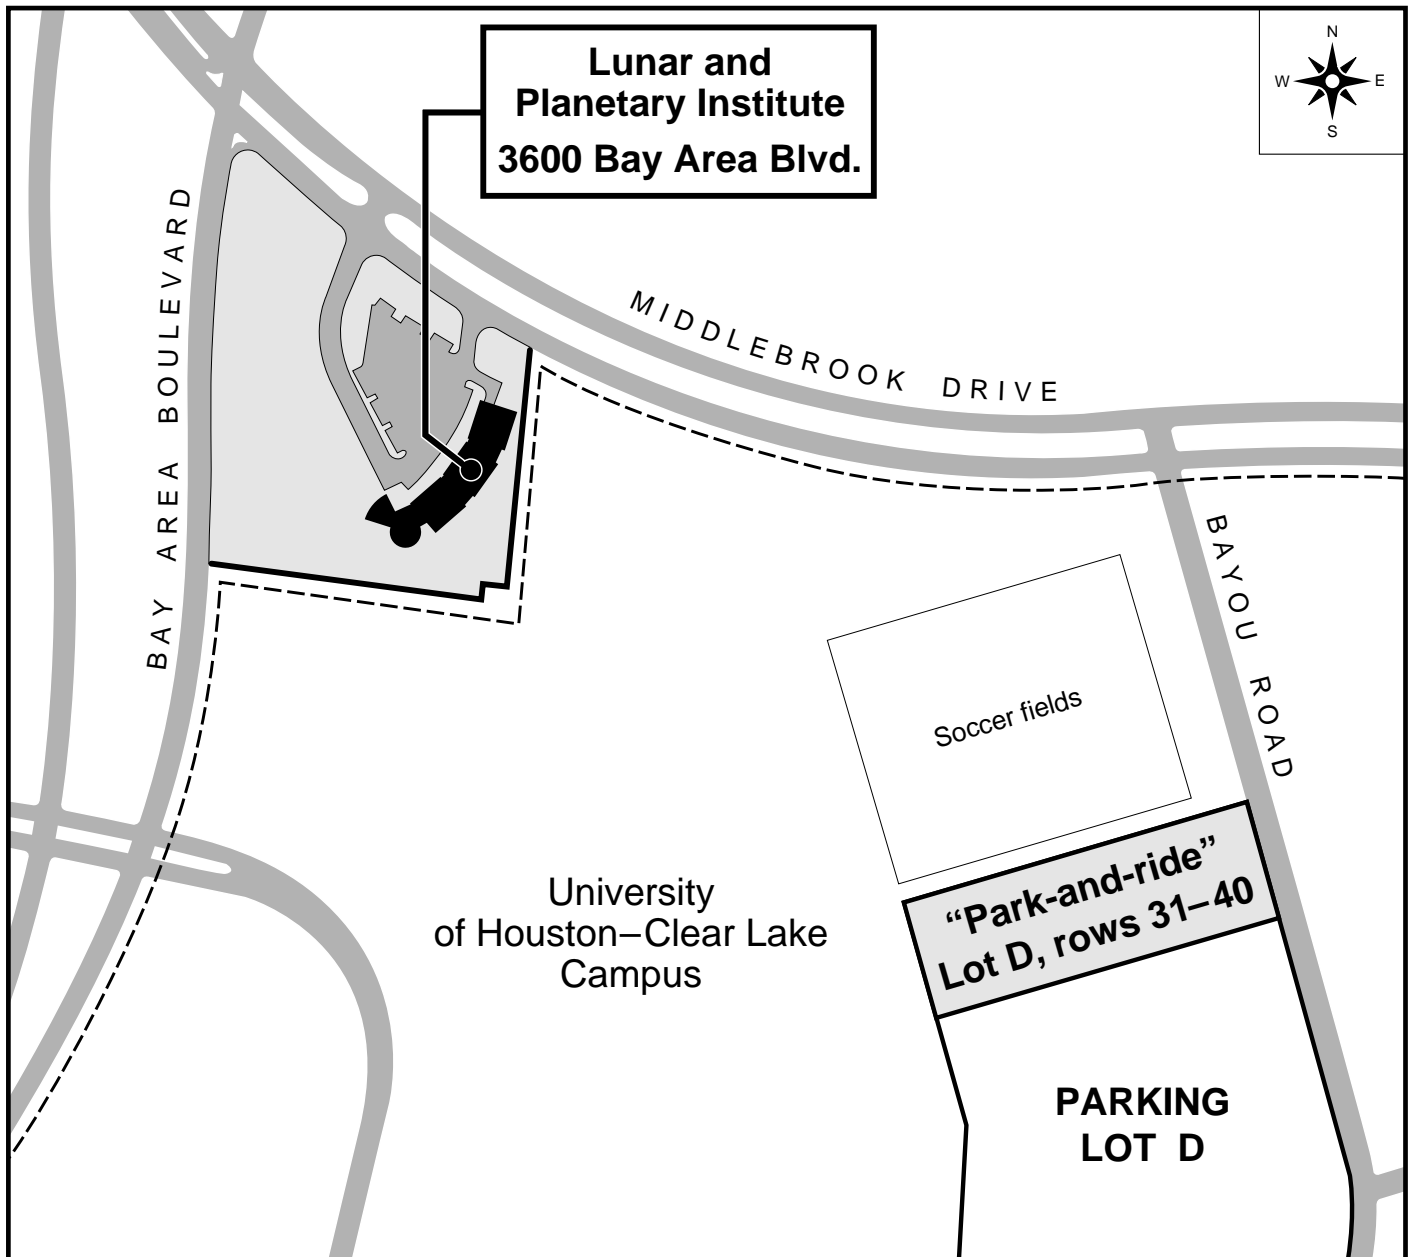 Lunar and
Planetary Institute
3600 Bay Area Blvd.
N
W E
S
BAY AREA BOULEVARD
MIDDLEBROOK DRIVE
BAYOU ROAD
Soccer fields
“Park-and-ride”
Lot D, rows 31–40
University
of Houston–Clear Lake
Campus
PARKING
LOT D